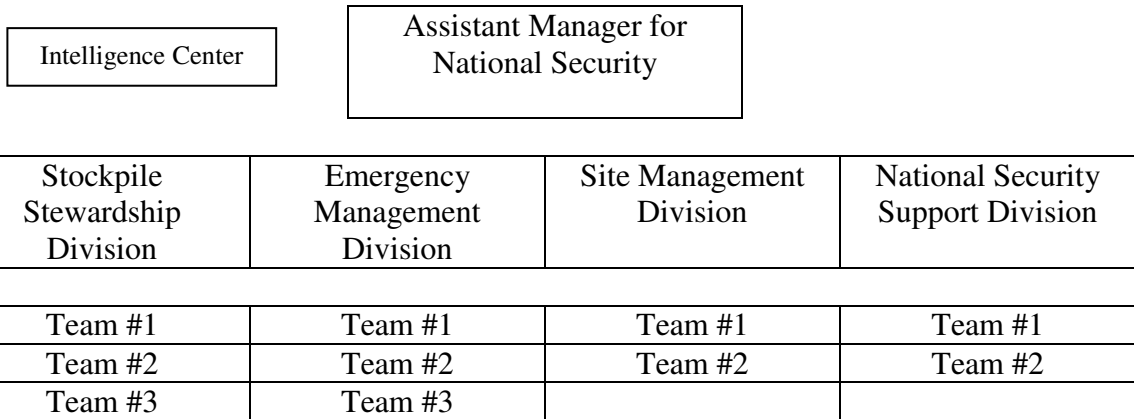 Intelligence Center
Assistant Manager for
National Security
Stockpile
Stewardship
Division
Emergency
Management
Division
Site Management
Division
National Security
Support Division
Team #1
Team #1
Team #1
Team #1
Team #2
Team #2
Team #2
Team #2
Team #3
Team #3